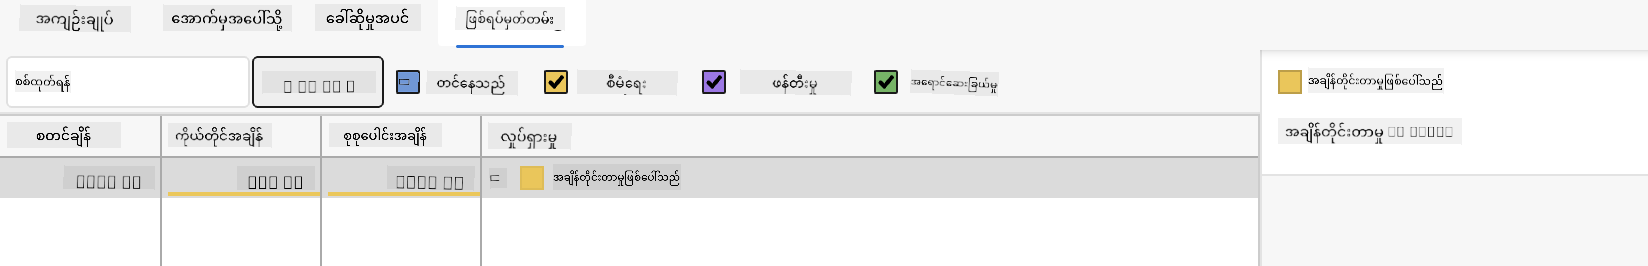 အကျဉ်းချုပ်
အောက်မှအပေါ်သို့
ခေါ်ဆိုမှုအပင်
ဖြစ်ရပ်မှတ်တမ်း
စစ်ထုတ်ရန်
တင်နေသည်
စီမံရေး
ဖန်တီးမှု
အရောင်ဆေးခြယ်မှု
အချိန်တိုင်းတာမှုဖြစ်ပေါ်သည်
အချိန်တိုင်းတာမှု
စတင်ချိန်
ကိုယ်တိုင်အချိန်
စုစုပေါင်းအချိန်
လှုပ်ရှားမှု
အချိန်တိုင်းတာမှုဖြစ်ပေါ်သည်